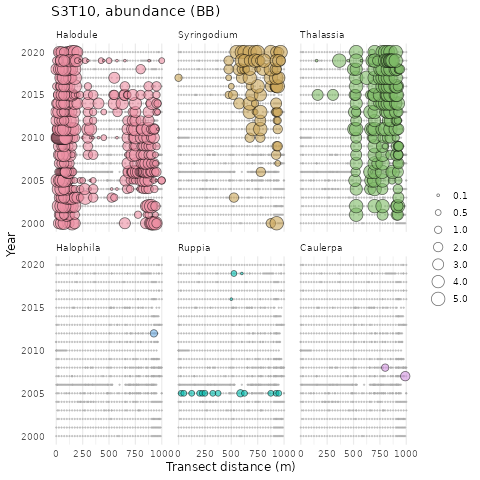 S3T10, abundance (BB)
Halodule
Syringodium
Thalassia
2020
2015
2010
2005
2000
Year
Halophila
Ruppia
Caulerpa
2020
2015
2010
2005
2000
0 250 500 750 1000
0 250 500 750 1000
0 250 500 750 1000
Transect distance (m)
0.1
0.5
1.0
2.0
3.0
4.0
5.0